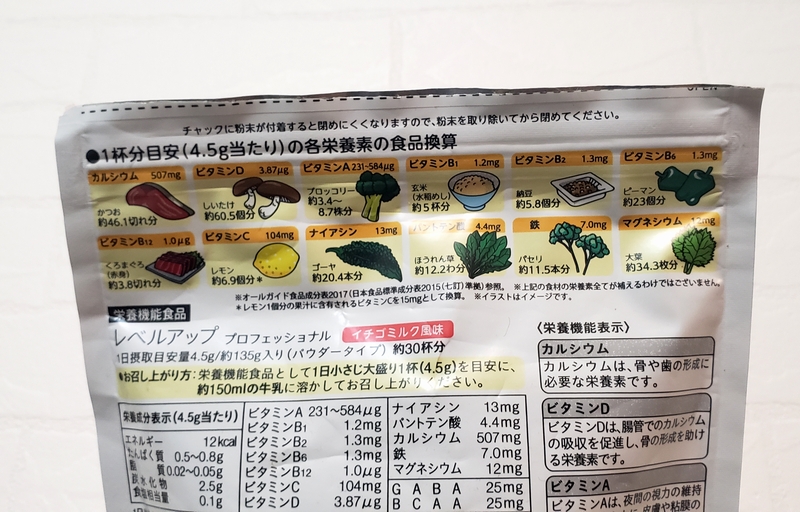 チャックに粉末が付着すると閉めにくくなりますので、粉末を取り除いてから閉めてください。
●1杯分目安(4.5g当たり)の各栄養素の食品換算
カルシウム 507mg
かつお
約46.1切れ分
ビタミンD 3.87μg
しいたけ
約60.5個分
ビタミンA 231~584μg
ブロッコリー
約3.4~
8.7株分
ビタミンB1 1.2mg
玄米
(水稲めし)
約5杯分
ビタミンB2 1.3mg
納豆
約5.8個分
ビタミンB6 1.3mg
ピーマン
約23個分
ビタミンB12 1.0μg
くろまぐろ
(赤身)
約3.8切れ分
ビタミンC 104mg
レモン
約6.9個分*
ナイアシン 13mg
ゴーヤ
約20.4本分
パントテン酸 4.4mg
ほうれん草
約12.2わ分
鉄 7.0mg
パセリ
約11.5本分
マグネシウム
大葉
約34.3枚分
※オールガイド食品成分表2017(日本食品標準成分表2015(七訂)準拠)参照。 ※上記の食材の栄養素全てが補えるわけではございません。
*レモン1個分の果汁に含有されるビタミンCを15mgとして換算。 ※イラストはイメージです。
栄養機能食品
レベルアップ プロフェッショナル イチゴミルク風味
1日摂取目安量4.5g/約135g入り(パウダータイプ) 約30杯分
●お召し上がり方:栄養機能食品として1日小さじ大盛り1杯(4.5g)を目安に、
約150mlの牛乳に溶かしてお召し上がりください。
栄養成分表示(4.5g当たり)
エネルギー 12kcal
たんぱく質 0.5~0.8g
脂質 0.02~0.05g
炭水化物 2.5g
食塩相当量 0.1g
ビタミンA 231~584μg
ビタミンB1 1.2mg
ビタミンB2 1.3mg
ビタミンB6 1.3mg
ビタミンB12 1.0μg
ビタミンC 104mg
ビタミンD 3.87μg
ナイアシン 13mg
パントテン酸 4.4mg
カルシウム 507mg
鉄 7.0mg
マグネシウム 12mg
GABA 25mg
BCAA 25mg
〈栄養機能表示〉
カルシウム
カルシウムは、骨や歯の形成に
必要な栄養素です。
ビタミンD
ビタミンDは、腸管でのカルシウム
の吸収を促進し、骨の形成を助け
る栄養素です。
ビタミンA
ビタミンAは、夜間の視力の維持
皮膚や粘膜の